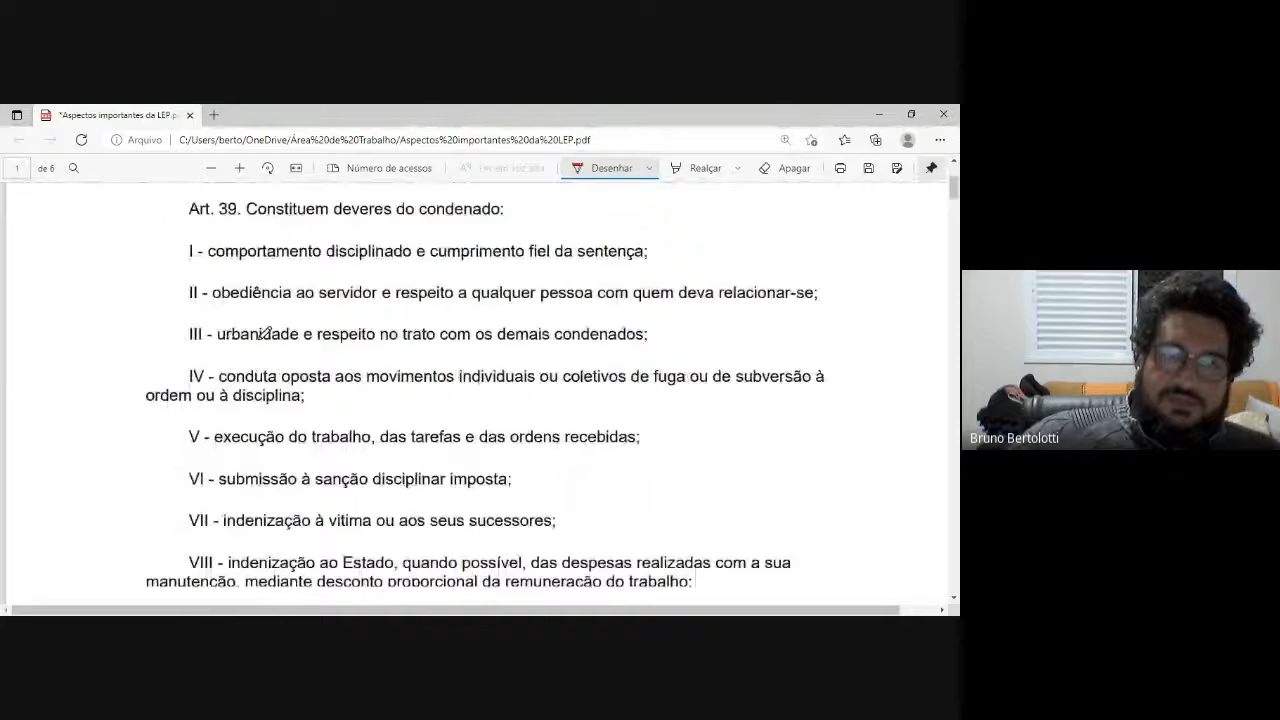 *Aspectos importantes da LEP.p
Arquivo C:/Users/berto/OneDrive/Área%20de%20Trabalho/Aspectos%20importantes%20da%20LEP.pdf
1 de 6 Número de acessos Ler em voz alta Desenhar Realçar Apagar
Art. 39. Constituem deveres do condenado:
I - comportamento disciplinado e cumprimento fiel da sentença;
II - obediência ao servidor e respeito a qualquer pessoa com quem deva relacionar-se;
III - urbanidade e respeito no trato com os demais condenados;
IV - conduta oposta aos movimentos individuais ou coletivos de fuga ou de subversão à
ordem ou à disciplina;
V - execução do trabalho, das tarefas e das ordens recebidas;
VI - submissão à sanção disciplinar imposta;
VII - indenização à vitima ou aos seus sucessores;
VIII - indenização ao Estado, quando possível, das despesas realizadas com a sua
manutenção, mediante desconto proporcional da remuneração do trabalho;
Bruno Bertolotti